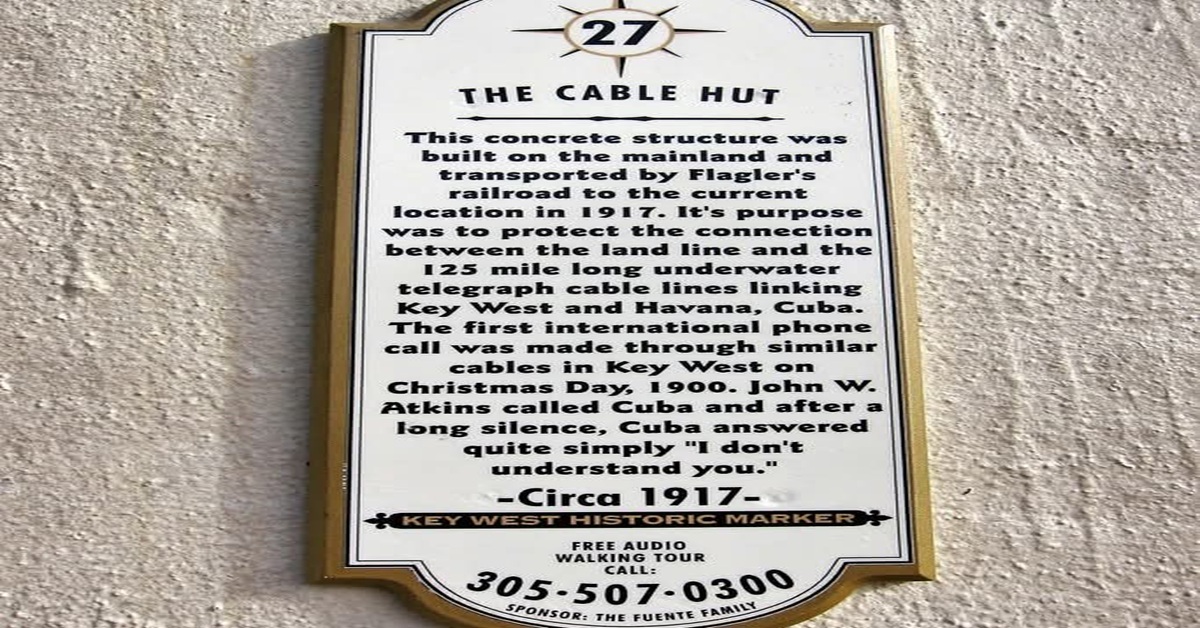 27
THE CABLE HUT
This concrete structure was
built on the mainland and
transported by Flagler's
railroad to the current
location in 1917. It's purpose
was to protect the connection
between the land line and the
125 mile long underwater
telegraph cable lines linking
Key West and Havana, Cuba.
The first international phone
call was made through similar
cables in Key West on
Christmas Day, 1900. John W.
Atkins called Cuba and after a
long silence, Cuba answered
quite simply "I don't
understand you."
-Circa 1917-
KEY WEST HISTORIC MARKER
FREE AUDIO
WALKING TOUR
CALL:
305-507-0300
SPONSOR: THE FUENTE FAMILY